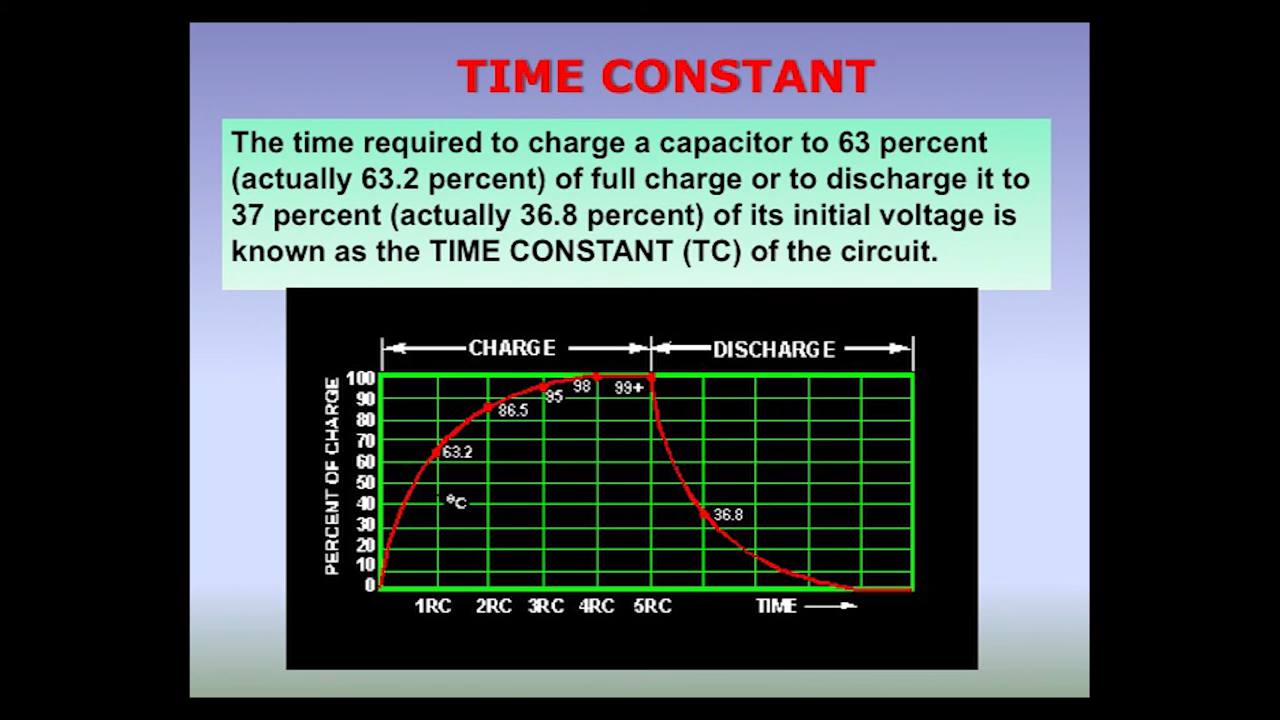 TIME CONSTANT
The time required to charge a capacitor to 63 percent
(actually 63.2 percent) of full charge or to discharge it to
37 percent (actually 36.8 percent) of its initial voltage is
known as the TIME CONSTANT (TC) of the circuit.
CHARGE
DISCHARGE
PERCENT OF CHARGE
100
90
80
70
60
50
40
30
20
10
0
63.2
86.5
95
98
99+
eC
36.8
1RC 2RC 3RC 4RC 5RC TIME